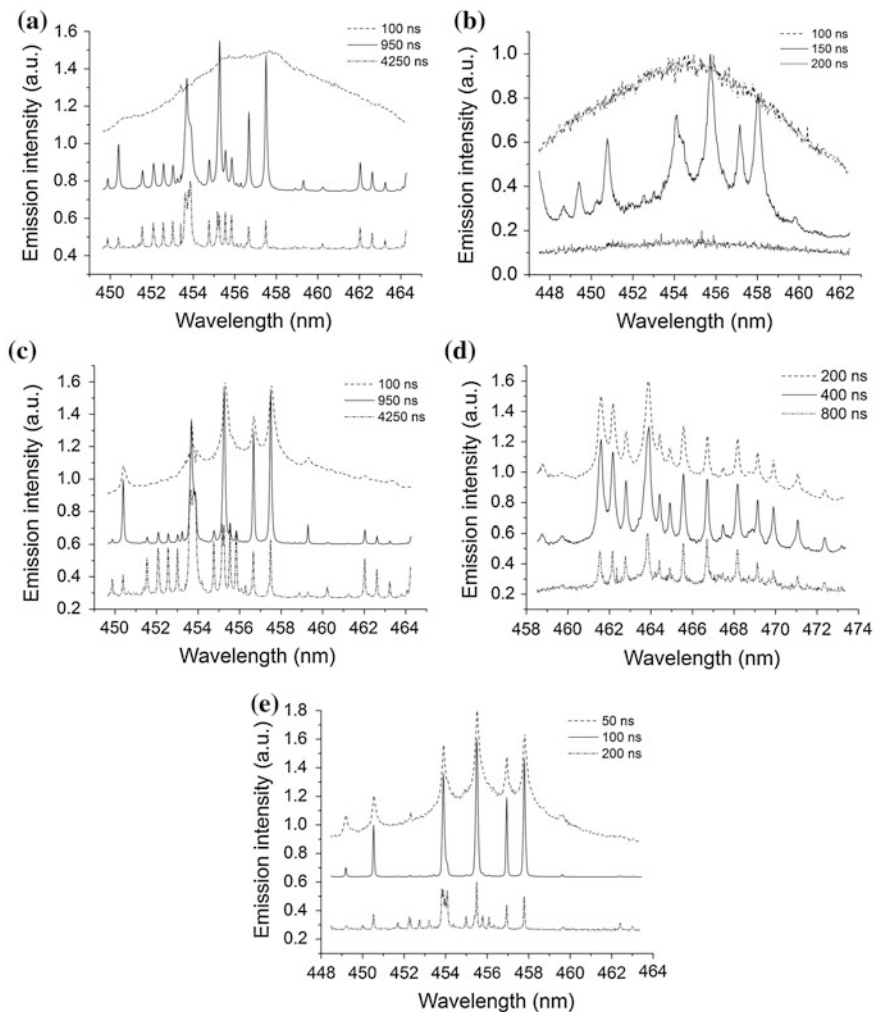 (a)
100 ns
950 ns
4250 ns
1.6
1.4
1.2
1.0
0.8
0.6
0.4
Emission intensity (a.u.)
450 452 454 456 458 460 462 464
Wavelength (nm)
(b)
100 ns
150 ns
200 ns
1.0
0.8
0.6
0.4
0.2
0.0
Emission intensity (a.u.)
448 450 452 454 456 458 460 462
Wavelength (nm)
(c)
100 ns
950 ns
4250 ns
1.6
1.4
1.2
1.0
0.8
0.6
0.4
0.2
Emission intensity (a.u.)
450 452 454 456 458 460 462 464
Wavelength (nm)
(d)
200 ns
400 ns
800 ns
1.6
1.4
1.2
1.0
0.8
0.6
0.4
0.2
Emission intensity (a.u.)
458 460 462 464 466 468 470 472 474
Wavelength (nm)
(e)
50 ns
100 ns
200 ns
1.8
1.6
1.4
1.2
1.0
0.8
0.6
0.4
0.2
Emission intensity (a.u.)
448 450 452 454 456 458 460 462 464
Wavelength (nm)